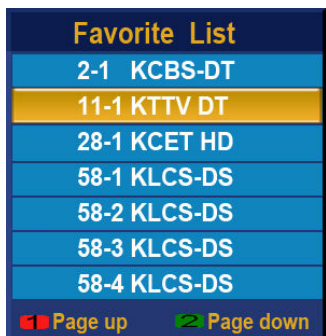 Favorite List
2-1 KCBS-DT
11-1 KTTV DT
28-1 KCET HD
58-1 KLCS-DS
58-2 KLCS-DS
58-3 KLCS-DS
58-4 KLCS-DS
1 Page up 2 Page down